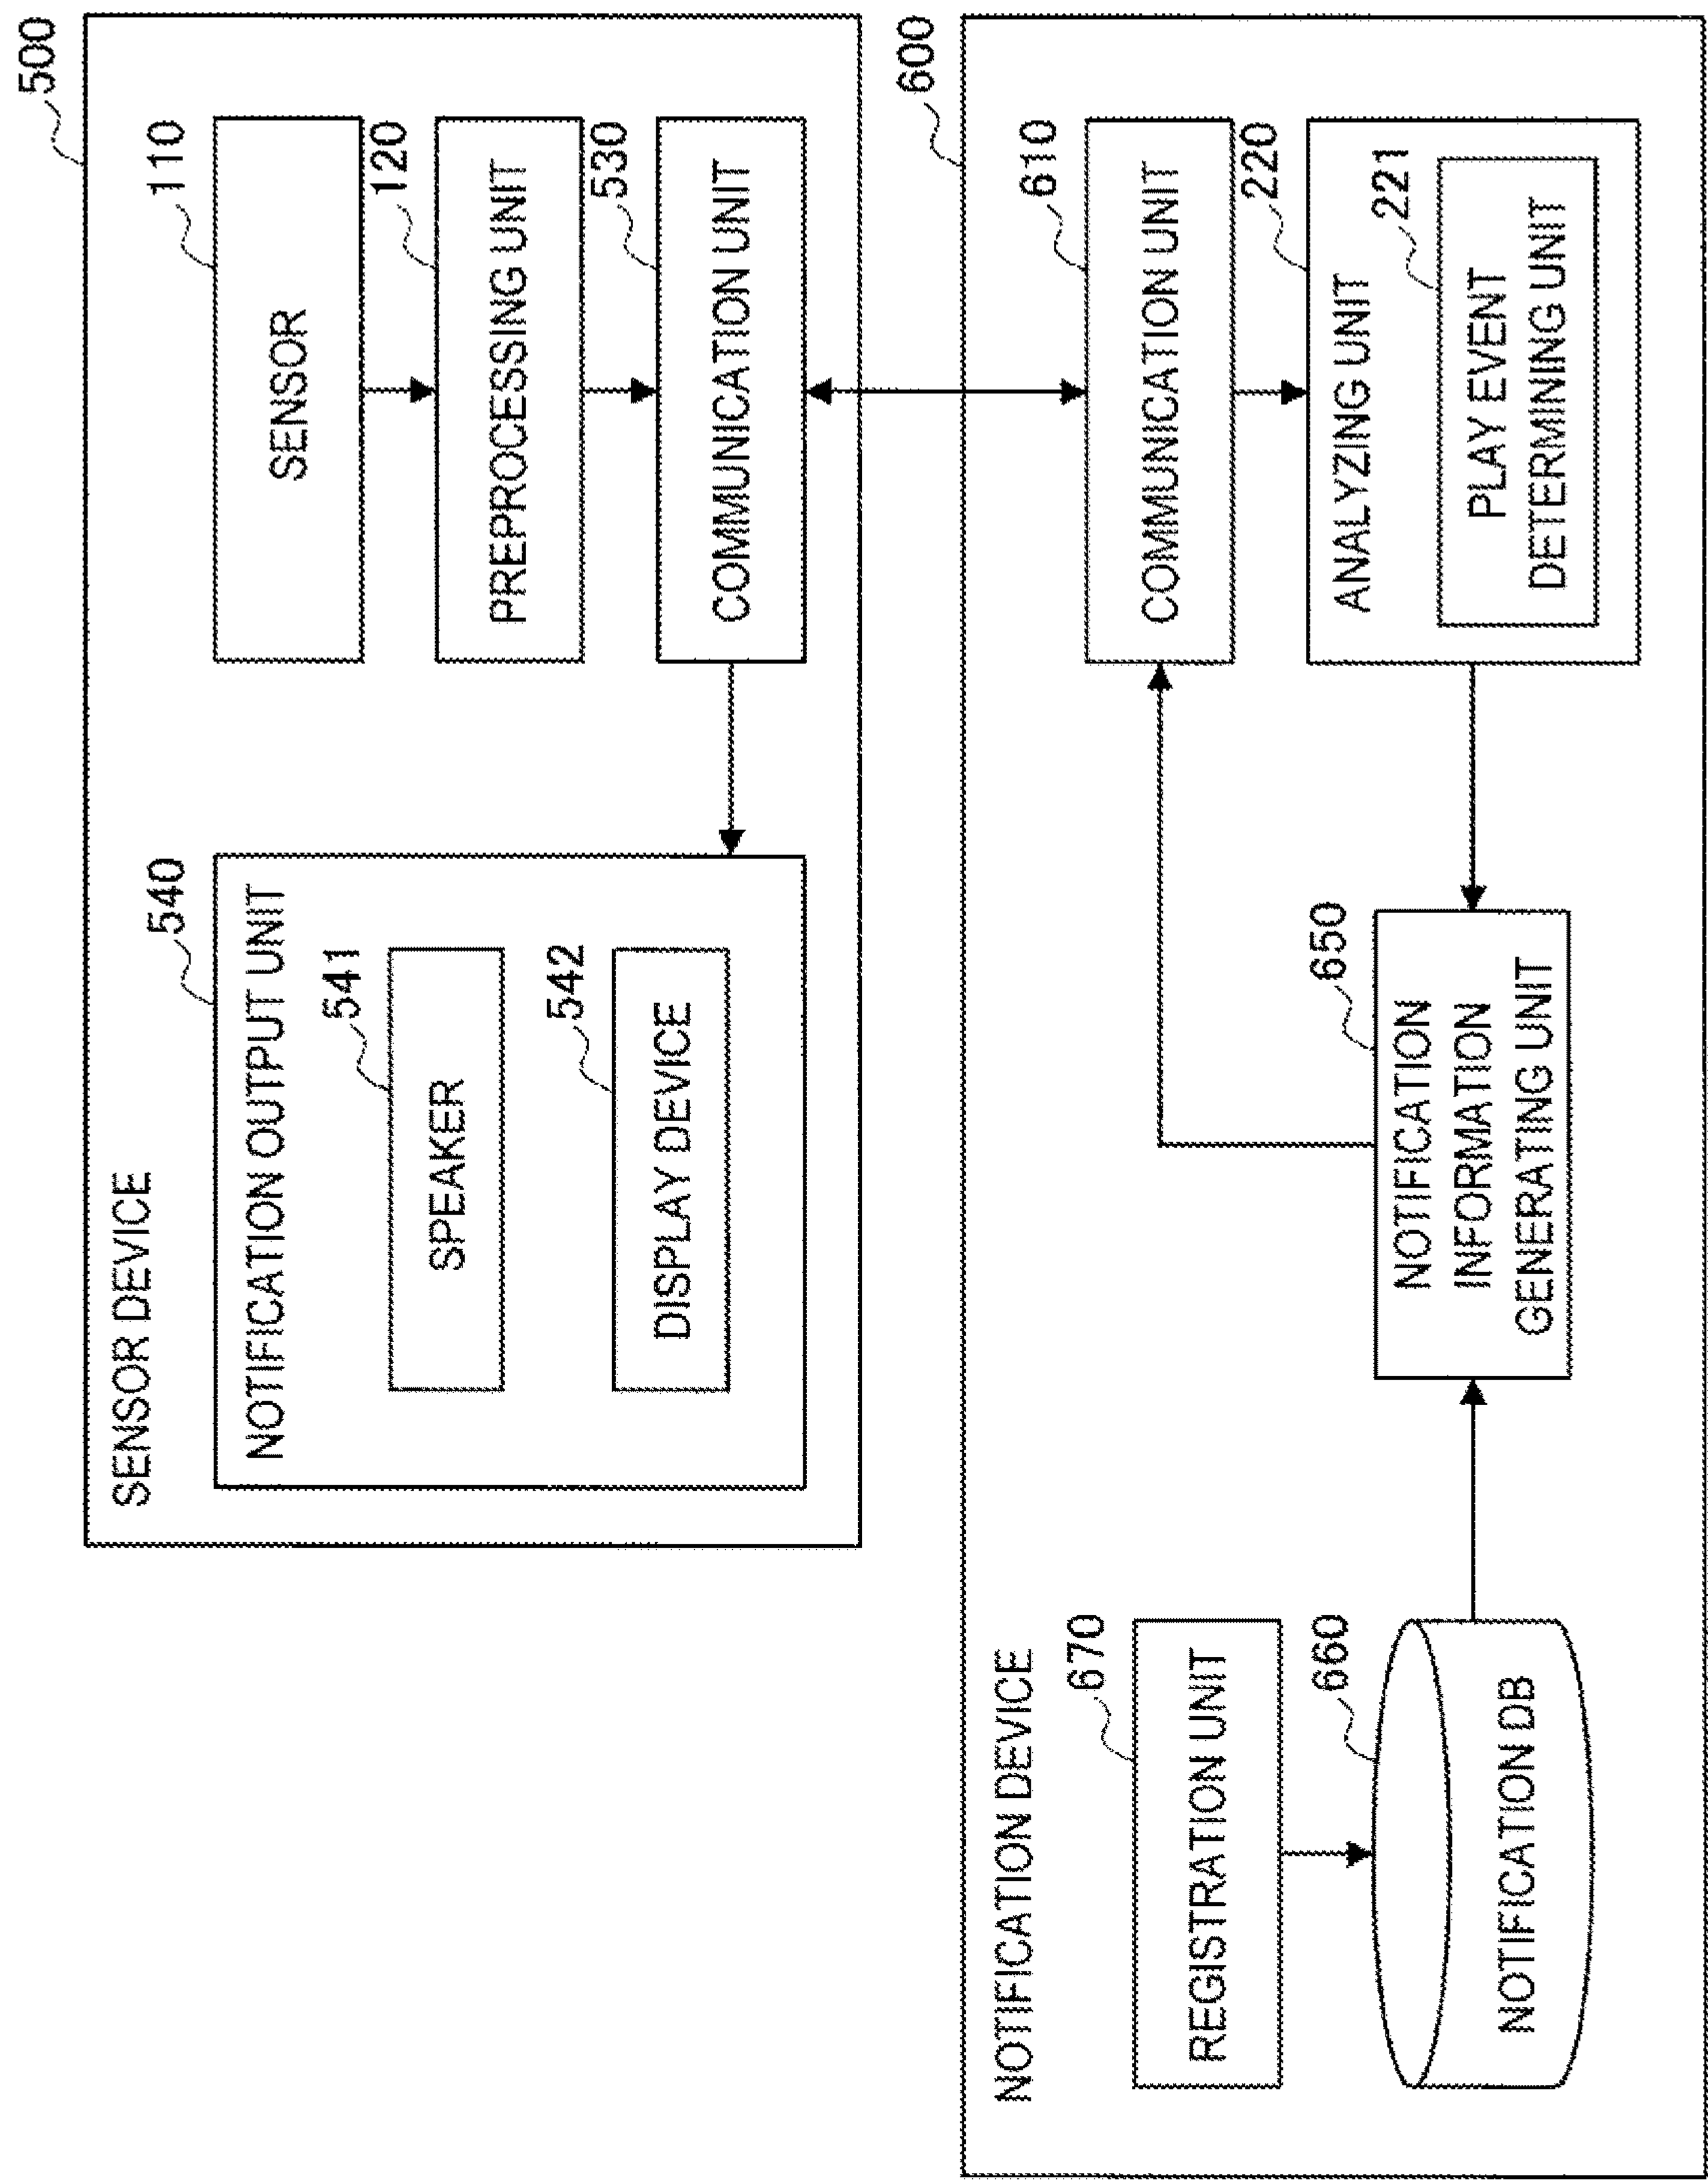 500
SENSOR DEVICE
540
NOTIFICATION OUTPUT UNIT
541
SPEAKER
542
DISPLAY DEVICE
110
SENSOR
120
PREPROCESSING UNIT
530
COMMUNICATION UNIT
600
NOTIFICATION DEVICE
670
REGISTRATION UNIT
660
NOTIFICATION DB
650
NOTIFICATION
INFORMATION
GENERATING UNIT
610
COMMUNICATION UNIT
220
ANALYZING UNIT
221
PLAY EVENT
DETERMINING UNIT